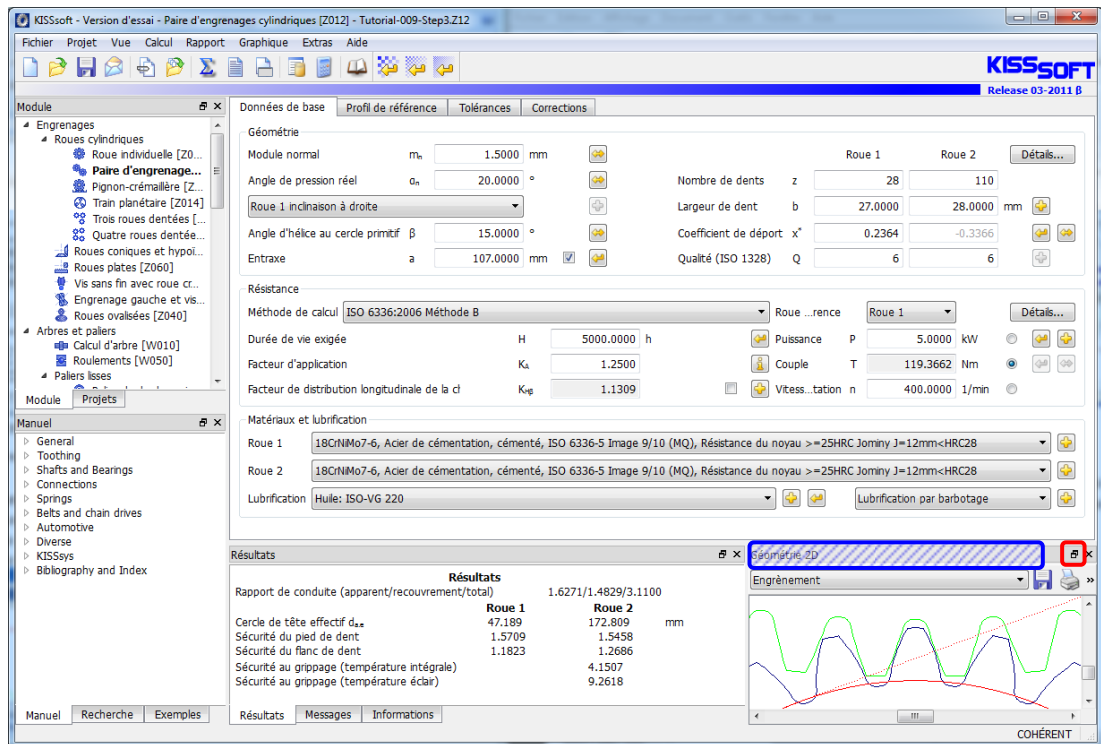 KISSsoft - Version d'essai - Paire d'engrenages cylindriques [Z012] - Tutorial-009-Step3.Z12
Fichier Projet Vue Calcul Rapport Graphique Extras Aide
KISSSOFT
Release 03-2011 β
Module
Engrenages
Roues cylindriques
Roue individuelle [Z0...
Paire d'engrenage...
Pignon-crémaillère [Z...
Train planétaire [Z014]
Trois roues dentées [...
Quatre roues dentée...
Roues coniques et hypoï...
Roues plates [Z060]
Vis sans fin avec roue cr...
Engrenage gauche et vis...
Roues ovalisées [Z040]
Arbres et paliers
Calcul d'arbre [W010]
Roulements [W050]
Paliers lisses
Module Projets
Manuel
General
Toothing
Shafts and Bearings
Connections
Springs
Belts and chain drives
Automotive
Diverse
KISSsys
Bibliography and Index
Manuel Recherche Exemples
Données de base Profil de référence Tolérances Corrections
Géométrie
Module normal mn 1.5000 mm Roue 1 Roue 2 Détails...
Angle de pression réel αn 20.0000 ° Nombre de dents z 28 110
Roue 1 inclinaison à droite Largeur de dent b 27.0000 28.0000 mm
Angle d'hélice au cercle primitif β 15.0000 ° Coefficient de déport x* 0.2364 -0.3366
Entraxe a 107.0000 mm Qualité (ISO 1328) Q 6 6
Résistance
Méthode de calcul ISO 6336:2006 Méthode B Roue ...rence Roue 1 Détails...
Durée de vie exigée H 5000.0000 h Puissance P 5.0000 kW
Facteur d'application KA 1.2500 Couple T 119.3662 Nm
Facteur de distribution longitudinale de la ch KHβ 1.1309 Vitess...tation n 400.0000 1/min
Matériaux et lubrification
Roue 1 18CrNiMo7-6, Acier de cémentation, cémenté, ISO 6336-5 Image 9/10 (MQ), Résistance du noyau >=25HRC Jominy J=12mm<HRC28
Roue 2 18CrNiMo7-6, Acier de cémentation, cémenté, ISO 6336-5 Image 9/10 (MQ), Résistance du noyau >=25HRC Jominy J=12mm<HRC28
Lubrification Huile: ISO-VG 220 Lubrification par barbotage
Résultats
Résultats
Rapport de conduite (apparent/recouvrement/total) 1.6271/1.4829/3.1100
Roue 1 Roue 2
Cercle de tête effectif da.e 47.189 172.809 mm
Sécurité du pied de dent 1.5709 1.5458
Sécurité du flanc de dent 1.1823 1.2686
Sécurité au grippage (température intégrale) 4.1507
Sécurité au grippage (température éclair) 9.2618
Résultats Messages Informations
Géométrie 2D
Engrènement
COHÉRENT